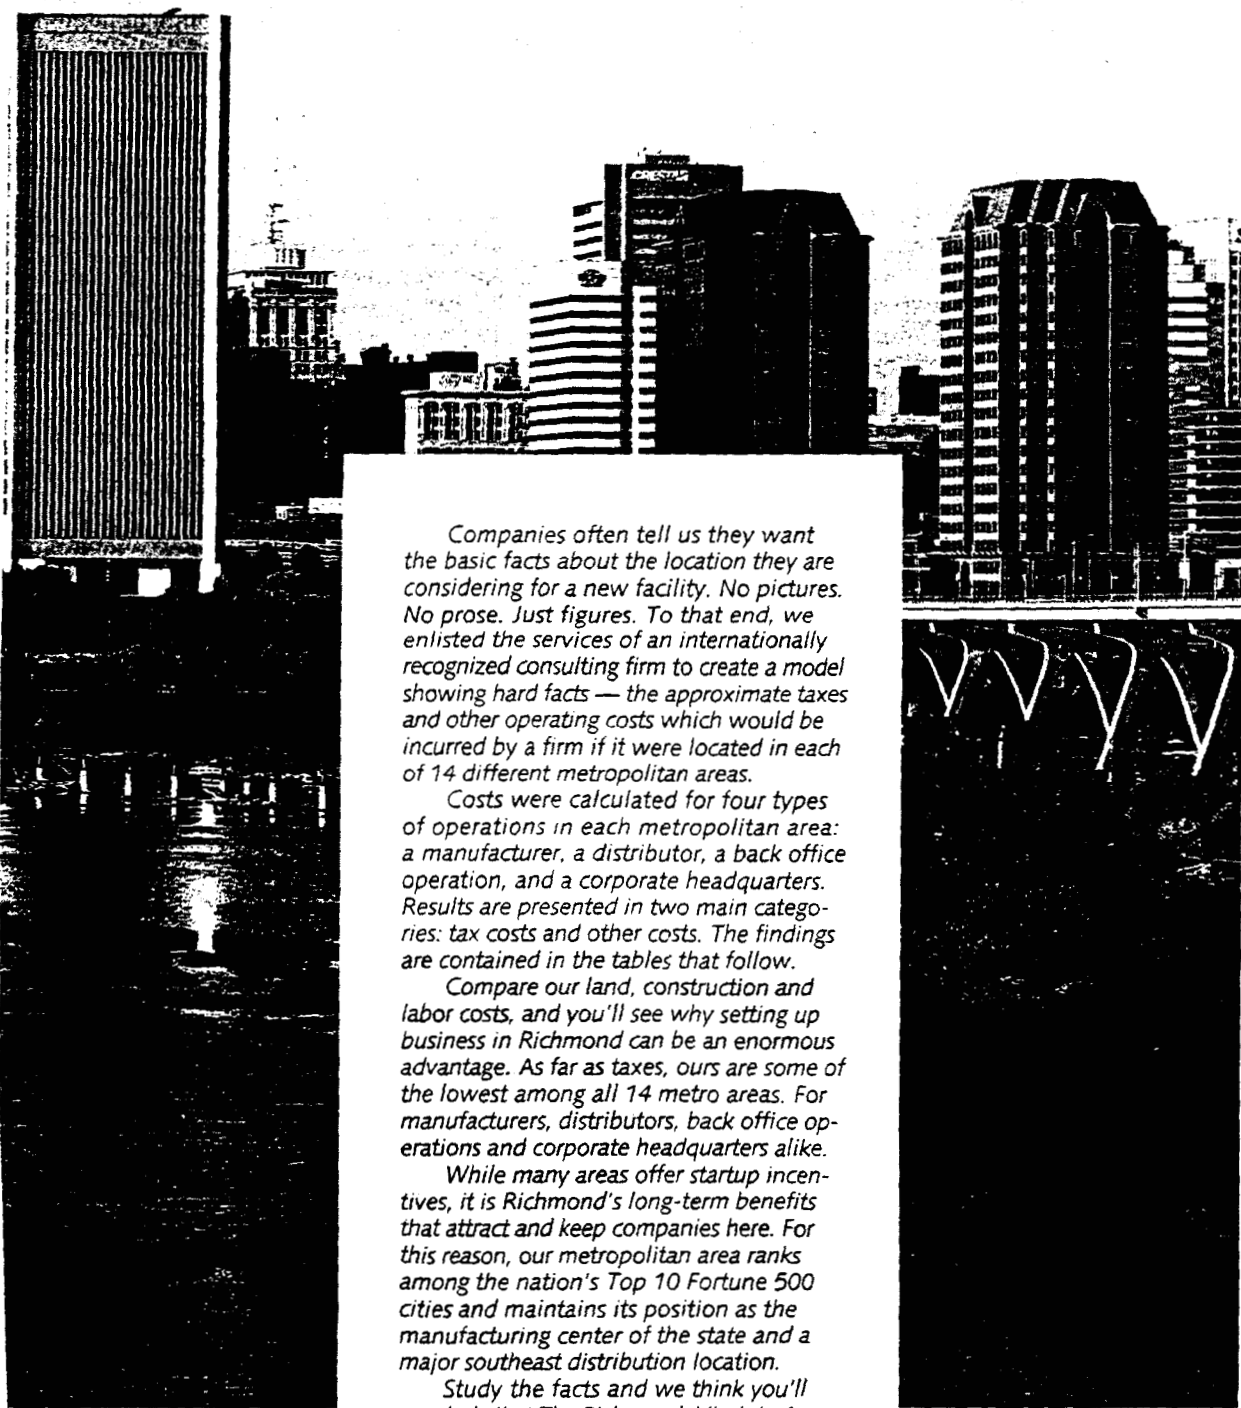 CRESTAR
Companies often tell us they want
the basic facts about the location they are
considering for a new facility. No pictures.
No prose. Just figures. To that end, we
enlisted the services of an internationally
recognized consulting firm to create a model
showing hard facts — the approximate taxes
and other operating costs which would be
incurred by a firm if it were located in each
of 14 different metropolitan areas.
Costs were calculated for four types
of operations in each metropolitan area:
a manufacturer, a distributor, a back office
operation, and a corporate headquarters.
Results are presented in two main catego-
ries: tax costs and other costs. The findings
are contained in the tables that follow.
Compare our land, construction and
labor costs, and you'll see why setting up
business in Richmond can be an enormous
advantage. As far as taxes, ours are some of
the lowest among all 14 metro areas. For
manufacturers, distributors, back office op-
erations and corporate headquarters alike.
While many areas offer startup incen-
tives, it is Richmond's long-term benefits
that attract and keep companies here. For
this reason, our metropolitan area ranks
among the nation's Top 10 Fortune 500
cities and maintains its position as the
manufacturing center of the state and a
major southeast distribution location.
Study the facts and we think you'll